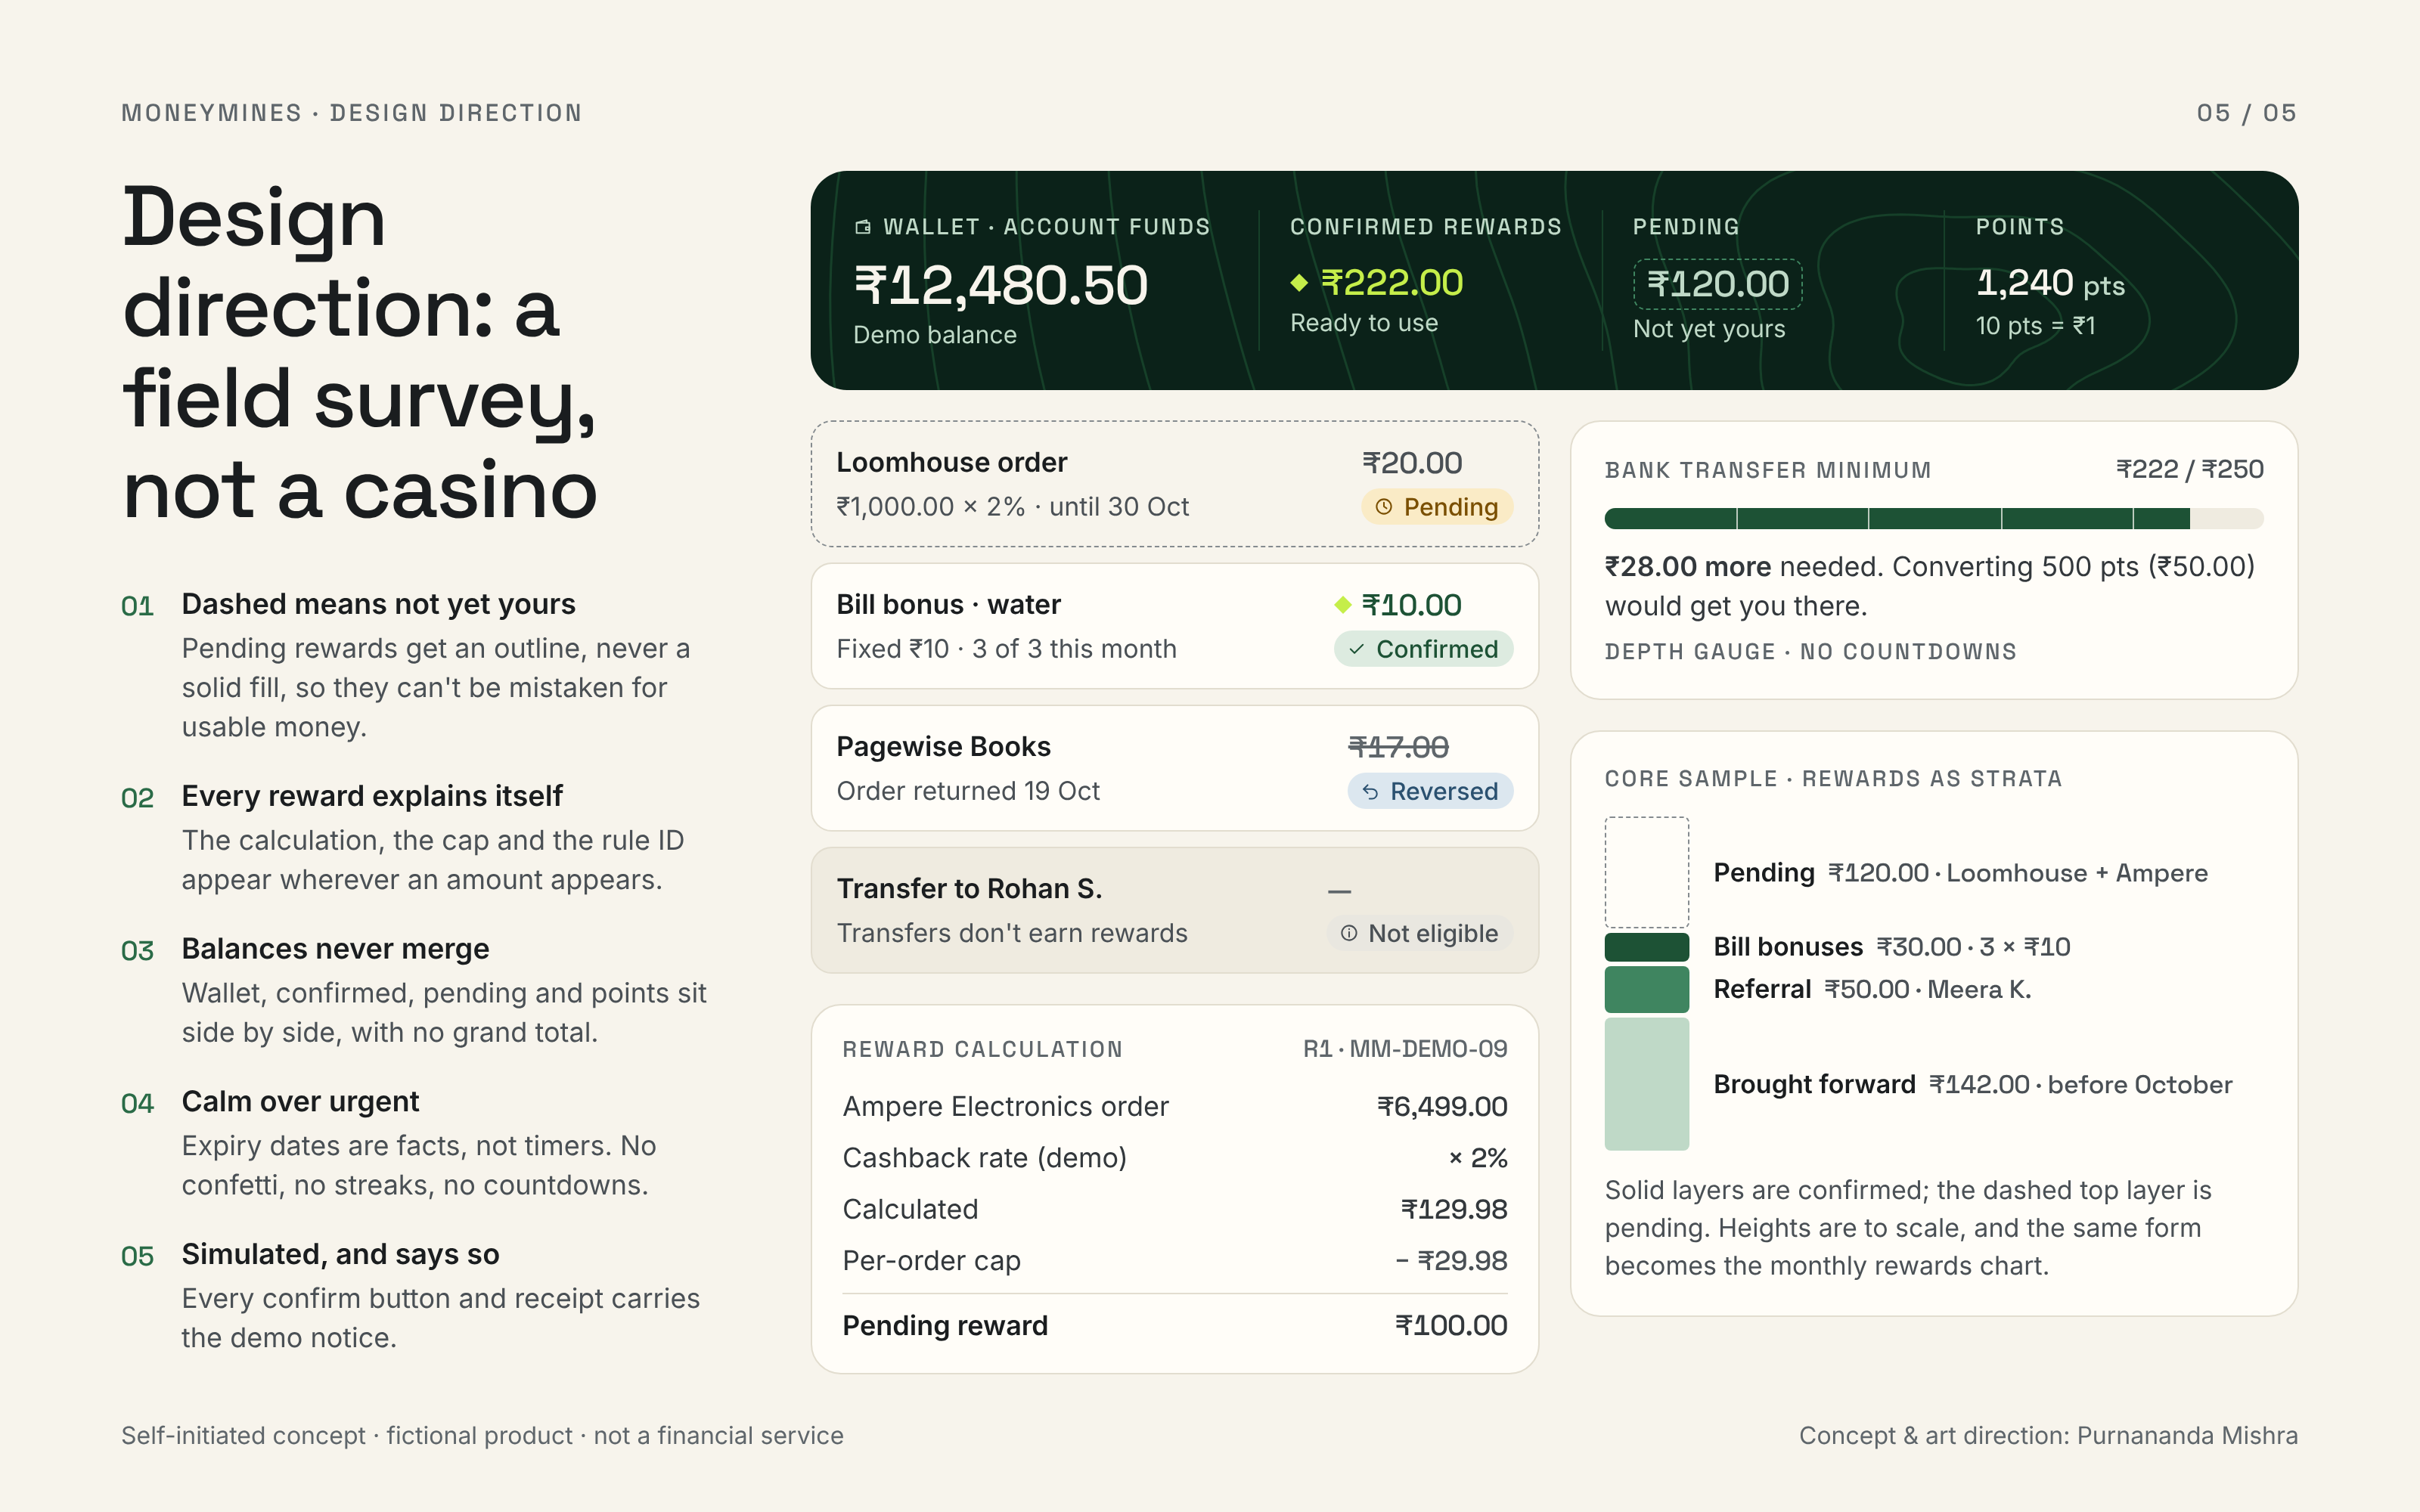 MONEYMINES · DESIGN DIRECTION
05 / 05
Design
direction: a
field survey,
not a casino
01 Dashed means not yet yours
Pending rewards get an outline, never a
solid fill, so they can't be mistaken for
usable money.
02 Every reward explains itself
The calculation, the cap and the rule ID
appear wherever an amount appears.
03 Balances never merge
Wallet, confirmed, pending and points sit
side by side, with no grand total.
04 Calm over urgent
Expiry dates are facts, not timers. No
confetti, no streaks, no countdowns.
05 Simulated, and says so
Every confirm button and receipt carries
the demo notice.
WALLET · ACCOUNT FUNDS
₹12,480.50
Demo balance
CONFIRMED REWARDS
₹222.00
Ready to use
PENDING
₹120.00
Not yet yours
POINTS
1,240 pts
10 pts = ₹1
Loomhouse order
₹20.00
₹1,000.00 × 2% · until 30 Oct
Pending
Bill bonus · water
₹10.00
Fixed ₹10 · 3 of 3 this month
Confirmed
Pagewise Books
₹17.00
Order returned 19 Oct
Reversed
Transfer to Rohan S.
—
Transfers don't earn rewards
Not eligible
REWARD CALCULATION
R1 · MM-DEMO-09
Ampere Electronics order
₹6,499.00
Cashback rate (demo)
× 2%
Calculated
₹129.98
Per-order cap
− ₹29.98
Pending reward
₹100.00
BANK TRANSFER MINIMUM
₹222 / ₹250
₹28.00 more needed. Converting 500 pts (₹50.00)
would get you there.
DEPTH GAUGE · NO COUNTDOWNS
CORE SAMPLE · REWARDS AS STRATA
Pending ₹120.00 · Loomhouse + Ampere
Bill bonuses ₹30.00 · 3 × ₹10
Referral ₹50.00 · Meera K.
Brought forward ₹142.00 · before October
Solid layers are confirmed; the dashed top layer is
pending. Heights are to scale, and the same form
becomes the monthly rewards chart.
Self-initiated concept · fictional product · not a financial service
Concept & art direction: Purnananda Mishra